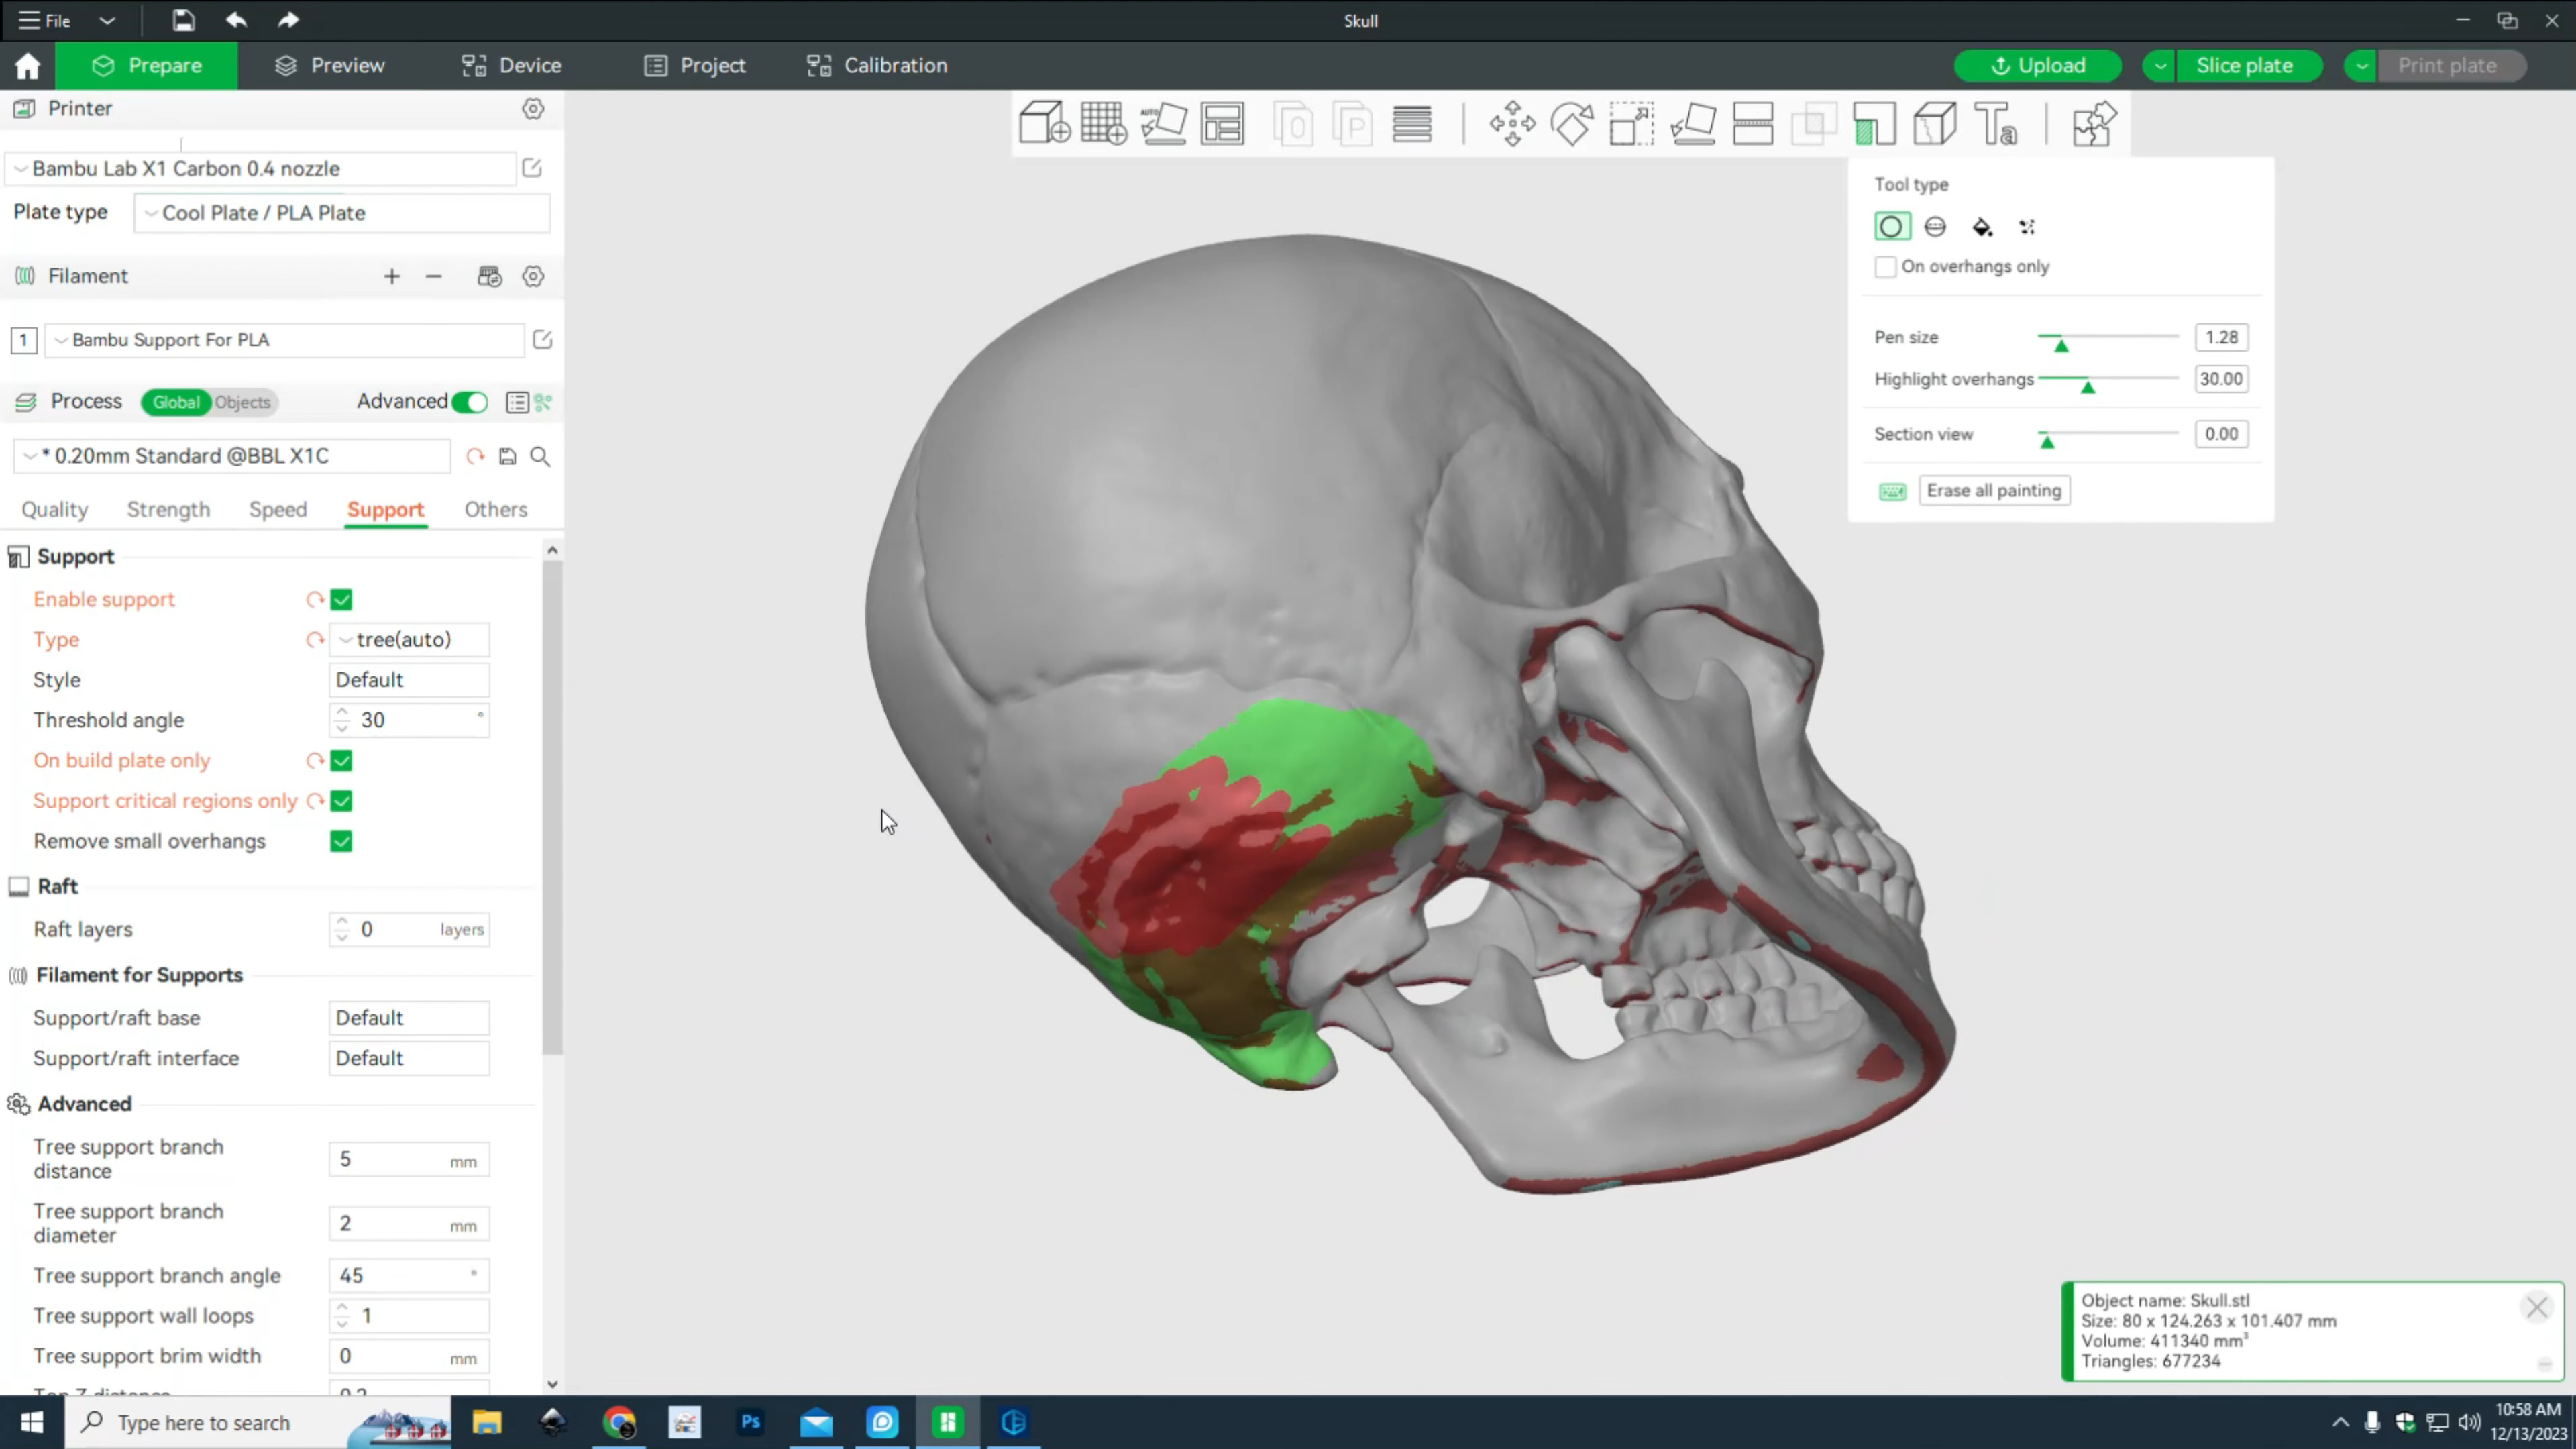 File
Skull
Prepare
Preview
Device
Project
Calibration
Upload
Slice plate
Print plate
Printer
Bambu Lab X1 Carbon 0.4 nozzle
Plate type
Cool Plate / PLA Plate
Filament
1
Bambu Support For PLA
Process
Global
Objects
Advanced
* 0.20mm Standard @BBL X1C
Quality
Strength
Speed
Support
Others
Support
Enable support
Type
tree(auto)
Style
Default
Threshold angle
30 °
On build plate only
Support critical regions only
Remove small overhangs
Raft
Raft layers
0 layers
Filament for Supports
Support/raft base
Default
Support/raft interface
Default
Advanced
Tree support branch
distance
5 mm
Tree support branch
diameter
2 mm
Tree support branch angle
45 °
Tree support wall loops
1
Tree support brim width
0 mm
AUTO
O
P
Ta
Tool type
On overhangs only
Pen size
1.28
Highlight overhangs
30.00
Section view
0.00
Erase all painting
Object name: Skull.stl
Size: 80 x 124.263 x 101.407 mm
Volume: 411340 mm³
Triangles: 677234
Type here to search
Ps
10:58 AM
12/13/2023